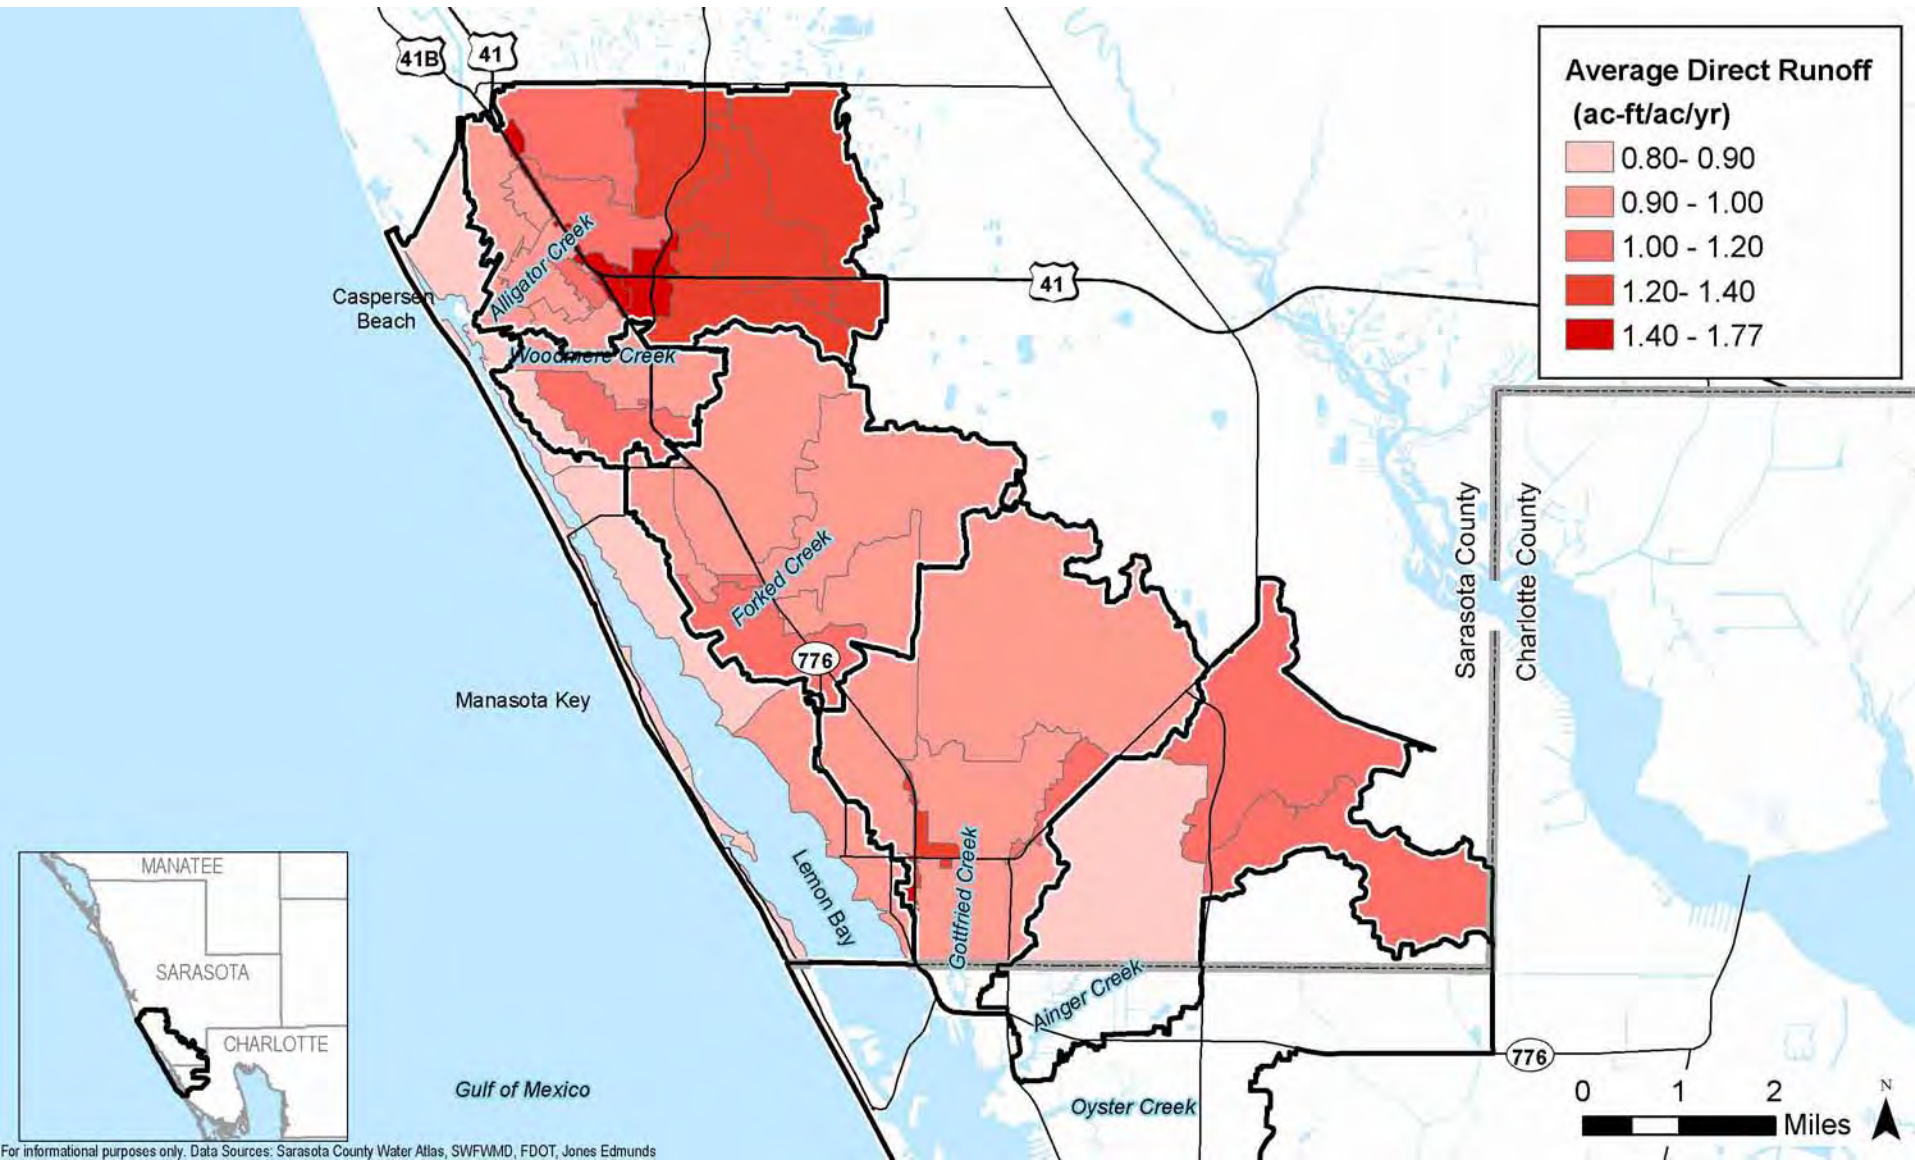 41B
41
Average Direct Runoff
(ac-ft/ac/yr)
0.80- 0.90
0.90 - 1.00
1.00 - 1.20
1.20- 1.40
1.40 - 1.77
Alligator Creek
41
Caspersen
Beach
Woodmere Creek
Sarasota County
Charlotte County
Forked Creek
776
Manasota Key
Lemon Bay
Gottfried Creek
MANATEE
SARASOTA
CHARLOTTE
Ainger Creek
776
Gulf of Mexico
Oyster Creek
0 1 2
Miles
N
For informational purposes only. Data Sources: Sarasota County Water Atlas, SWFWMD, FDOT, Jones Edmunds